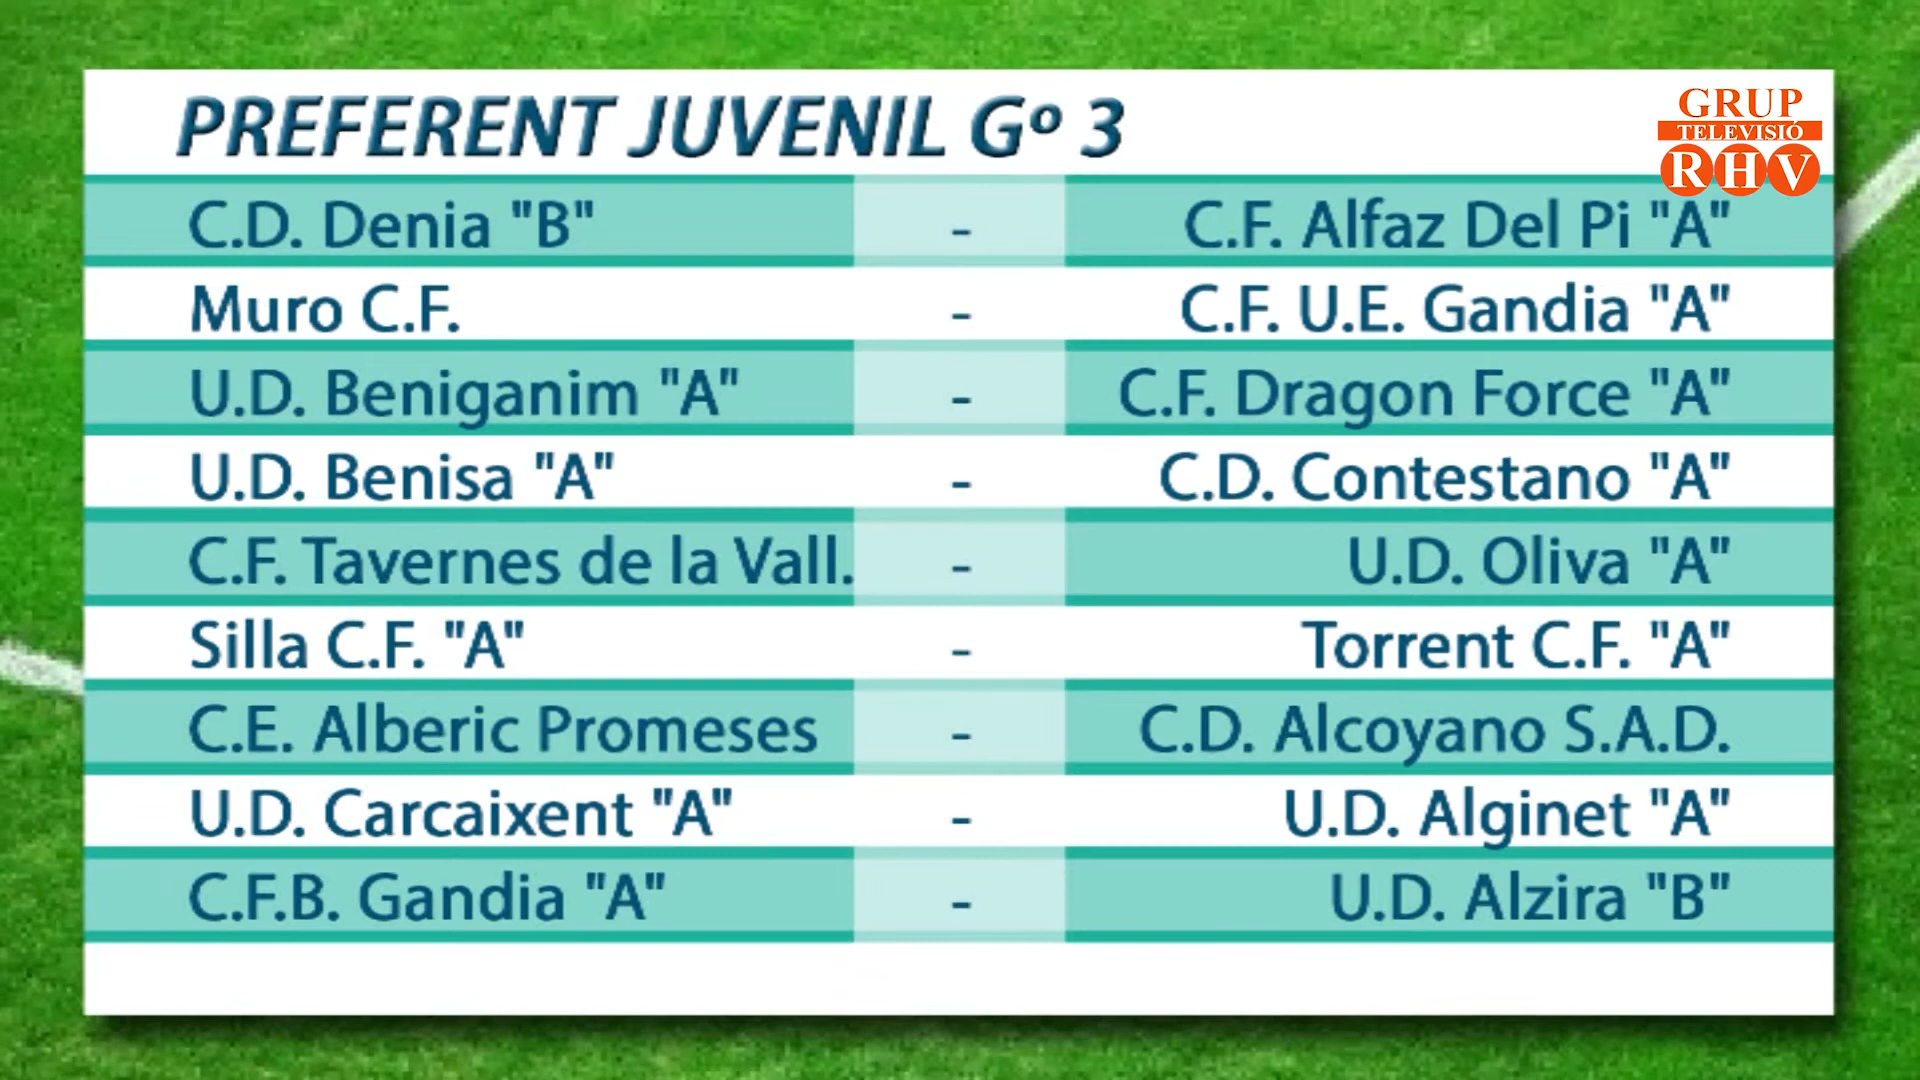 PREFERENT JUVENIL Gº 3
GRUP
TELEVISIÓ
RHV
C.D. Denia "B" - C.F. Alfaz Del Pi "A"
Muro C.F. - C.F. U.E. Gandia "A"
U.D. Beniganim "A" - C.F. Dragon Force "A"
U.D. Benisa "A" - C.D. Contestano "A"
C.F. Tavernes de la Vall. - U.D. Oliva "A"
Silla C.F. "A" - Torrent C.F. "A"
C.E. Alberic Promeses - C.D. Alcoyano S.A.D.
U.D. Carcaixent "A" - U.D. Alginet "A"
C.F.B. Gandia "A" - U.D. Alzira "B"